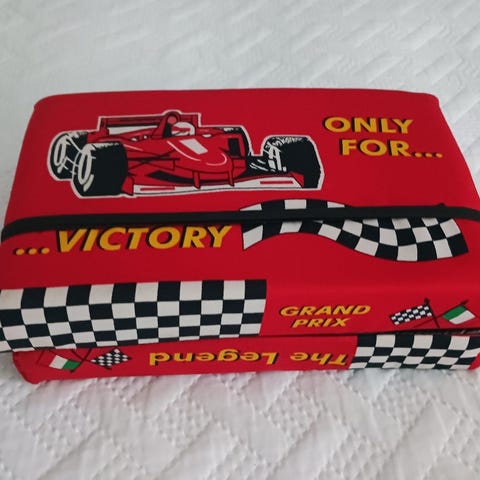 ONLY
FOR...
...VICTORY
GRAND
PRIX
The Legend